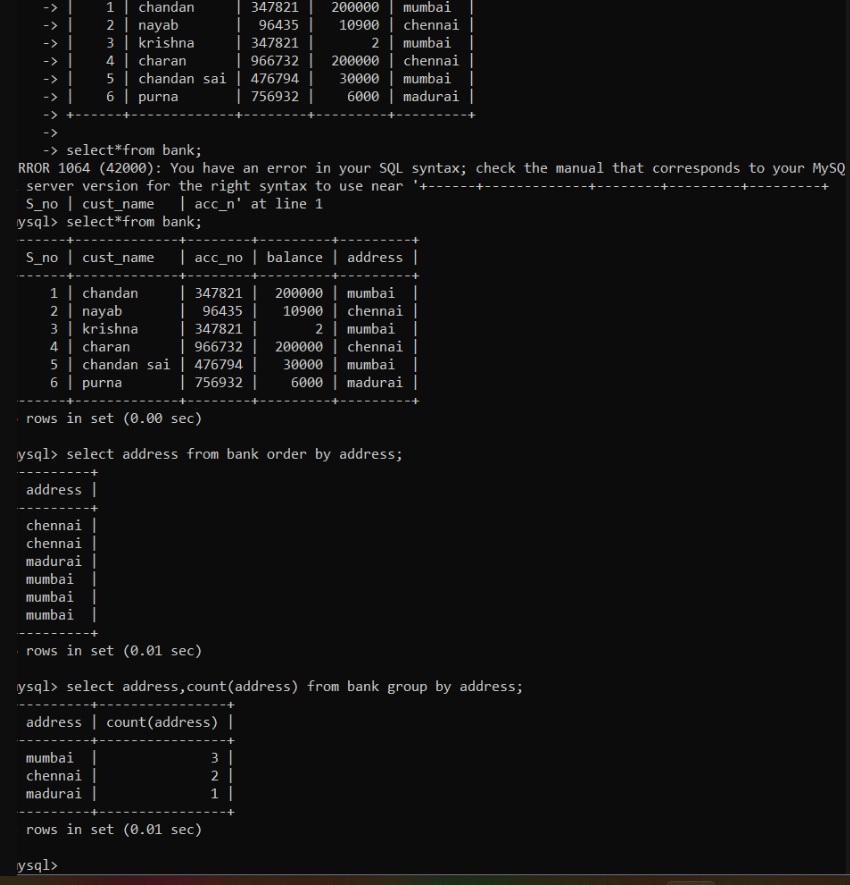 -> |    1 | chandan     | 347821 |  200000 | mumbai  |
-> |    2 | nayab       |  96435 |   10900 | chennai |
-> |    3 | krishna     | 347821 |       2 | mumbai  |
-> |    4 | charan      | 966732 |  200000 | chennai |
-> |    5 | chandan sai | 476794 |   30000 | mumbai  |
-> |    6 | purna       | 756932 |    6000 | madurai |
-> +------+-------------+--------+---------+---------+
->
-> select*from bank;
RROR 1064 (42000): You have an error in your SQL syntax; check the manual that corresponds to your MySQ
server version for the right syntax to use near '+------+-------------+--------+---------+---------+
S_no | cust_name   | acc_n' at line 1
ysql> select*from bank;
------+-------------+--------+---------+---------+
S_no | cust_name   | acc_no | balance | address |
------+-------------+--------+---------+---------+
   1 | chandan     | 347821 |  200000 | mumbai  |
   2 | nayab       |  96435 |   10900 | chennai |
   3 | krishna     | 347821 |       2 | mumbai  |
   4 | charan      | 966732 |  200000 | chennai |
   5 | chandan sai | 476794 |   30000 | mumbai  |
   6 | purna       | 756932 |    6000 | madurai |
------+-------------+--------+---------+---------+
rows in set (0.00 sec)
ysql> select address from bank order by address;
---------+
address |
---------+
chennai |
chennai |
madurai |
mumbai  |
mumbai  |
mumbai  |
---------+
rows in set (0.01 sec)
ysql> select address,count(address) from bank group by address;
---------+----------------+
address | count(address) |
---------+----------------+
mumbai  |              3 |
chennai |              2 |
madurai |              1 |
---------+----------------+
rows in set (0.01 sec)
ysql>